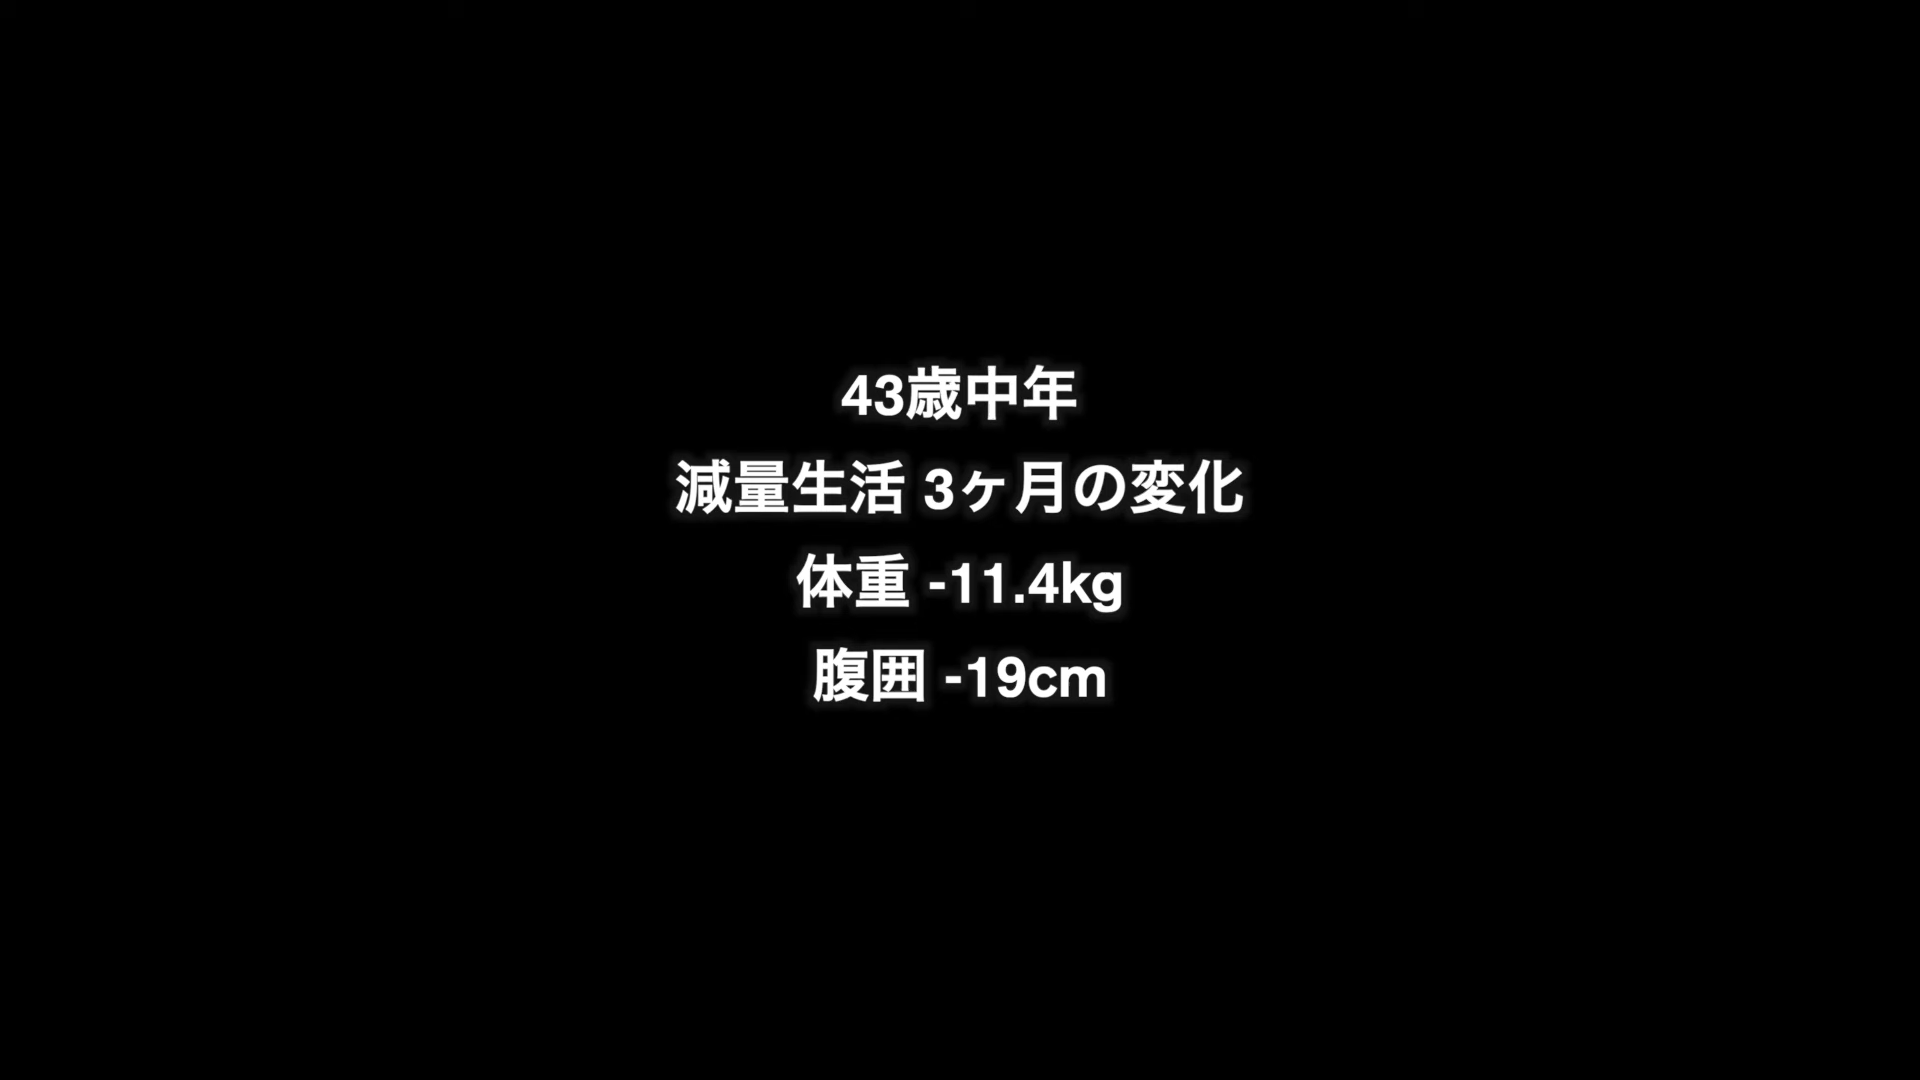 43歳中年
減量生活 3ヶ月の変化
体重 -11.4kg
腹囲 -19cm